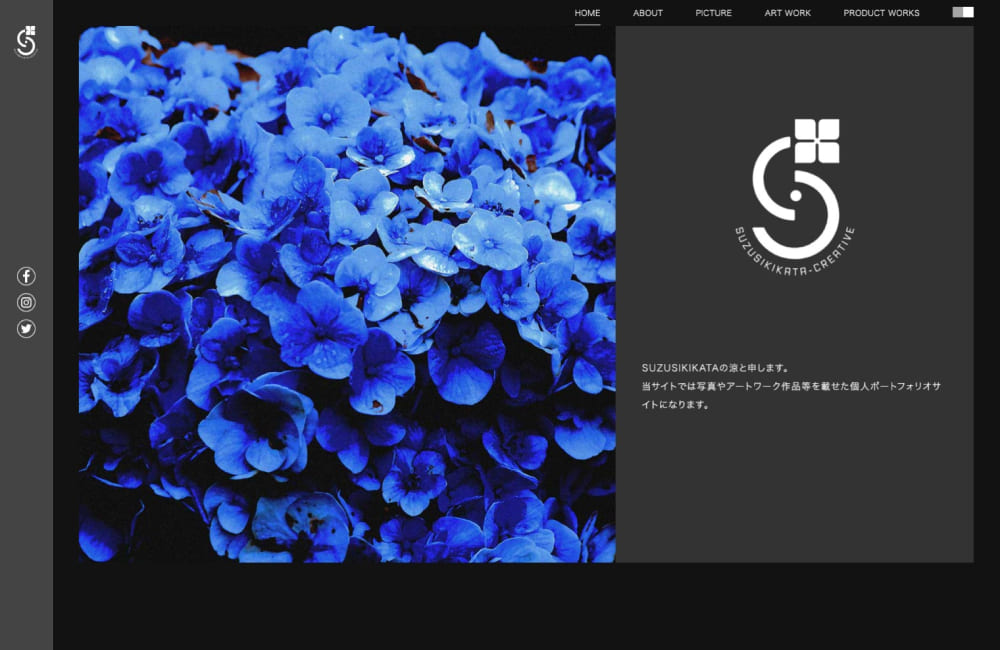 HOME
ABOUT
PICTURE
ART WORK
PRODUCT WORKS
SUZUSIKIKATA-CREATIVE
SUZUSIKIKATAの涼と申します。
当サイトでは写真やアートワーク作品等を載せた個人ポートフォリオサ
イトになります。